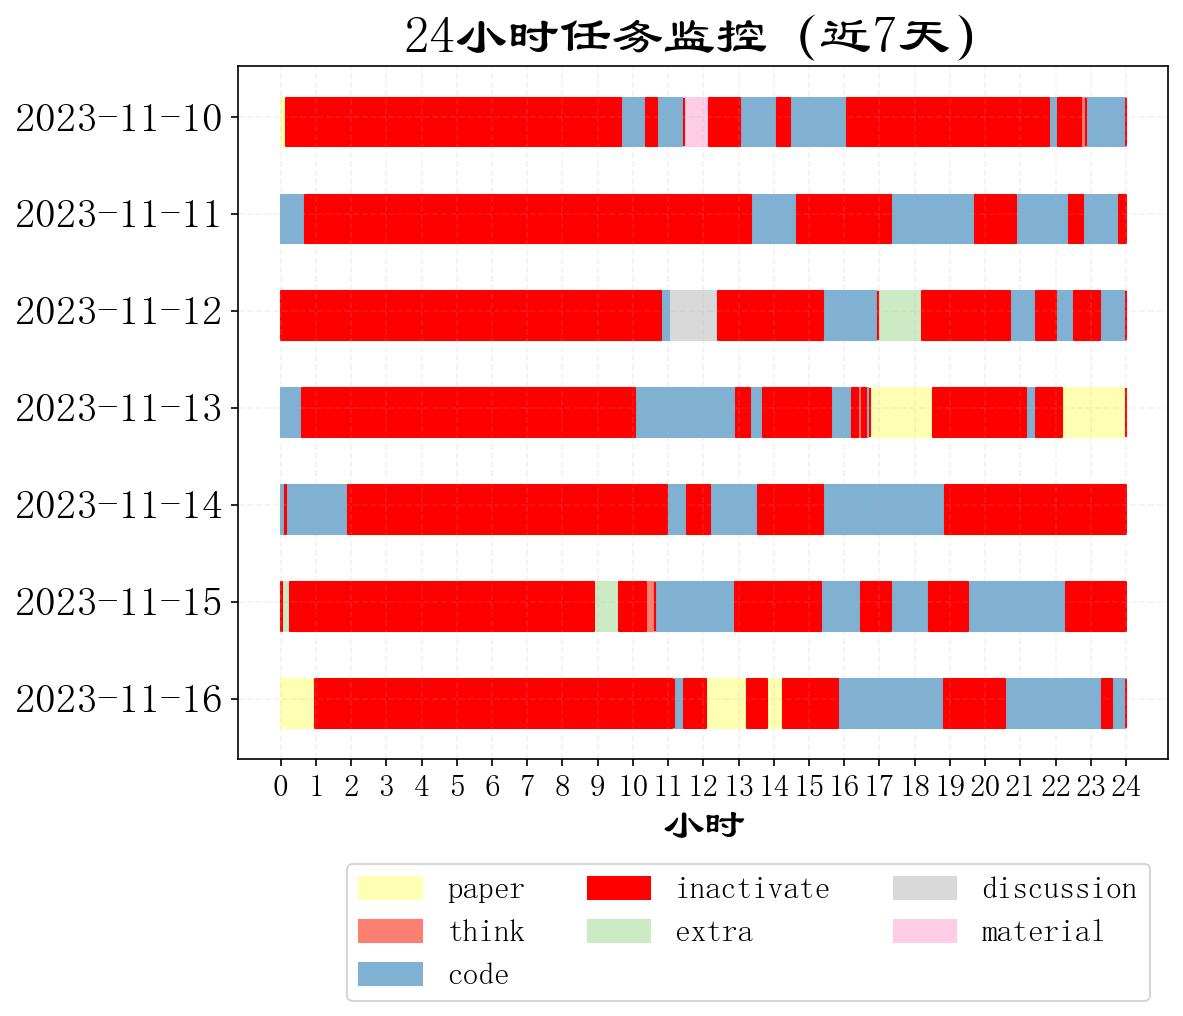 24小时任务监控 (近7天)
2023-11-10
2023-11-11
2023-11-12
2023-11-13
2023-11-14
2023-11-15
2023-11-16
0 1 2 3 4 5 6 7 8 9 10 11 12 13 14 15 16 17 18 19 20 21 22 23 24
小时
paper inactivate discussion
think extra material
code